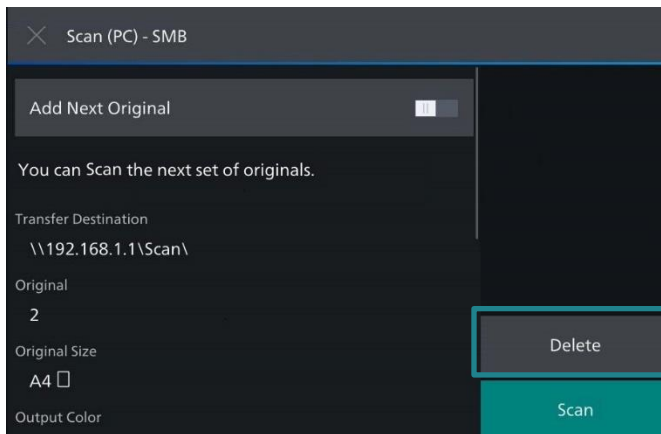 Scan (PC) - SMB
Add Next Original
You can Scan the next set of originals.
Transfer Destination
\\192.168.1.1\Scan\
Original
2
Original Size
A4
Output Color
Delete
Scan